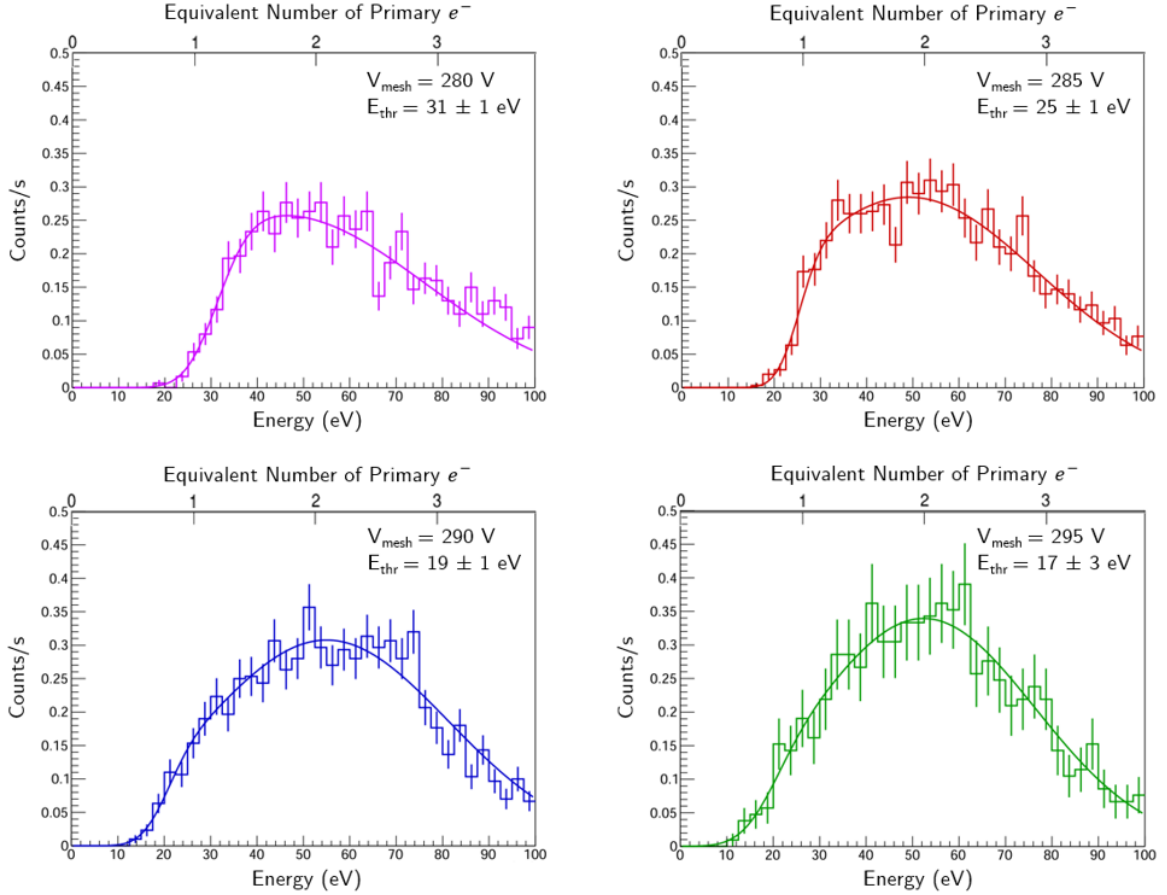 Equivalent Number of Primary e⁻
0 1 2 3
V_mesh = 280 V
E_thr = 31 ± 1 eV
0.5
0.45
0.4
0.35
0.3
0.25
0.2
0.15
0.1
0.05
0
Counts/s
0 10 20 30 40 50 60 70 80 90 100
Energy (eV)
Equivalent Number of Primary e⁻
0 1 2 3
V_mesh = 285 V
E_thr = 25 ± 1 eV
0.5
0.45
0.4
0.35
0.3
0.25
0.2
0.15
0.1
0.05
0
Counts/s
0 10 20 30 40 50 60 70 80 90 100
Energy (eV)
Equivalent Number of Primary e⁻
0 1 2 3
V_mesh = 290 V
E_thr = 19 ± 1 eV
0.5
0.45
0.4
0.35
0.3
0.25
0.2
0.15
0.1
0.05
0
Counts/s
0 10 20 30 40 50 60 70 80 90 100
Energy (eV)
Equivalent Number of Primary e⁻
0 1 2 3
V_mesh = 295 V
E_thr = 17 ± 3 eV
0.5
0.45
0.4
0.35
0.3
0.25
0.2
0.15
0.1
0.05
0
Counts/s
0 10 20 30 40 50 60 70 80 90 100
Energy (eV)